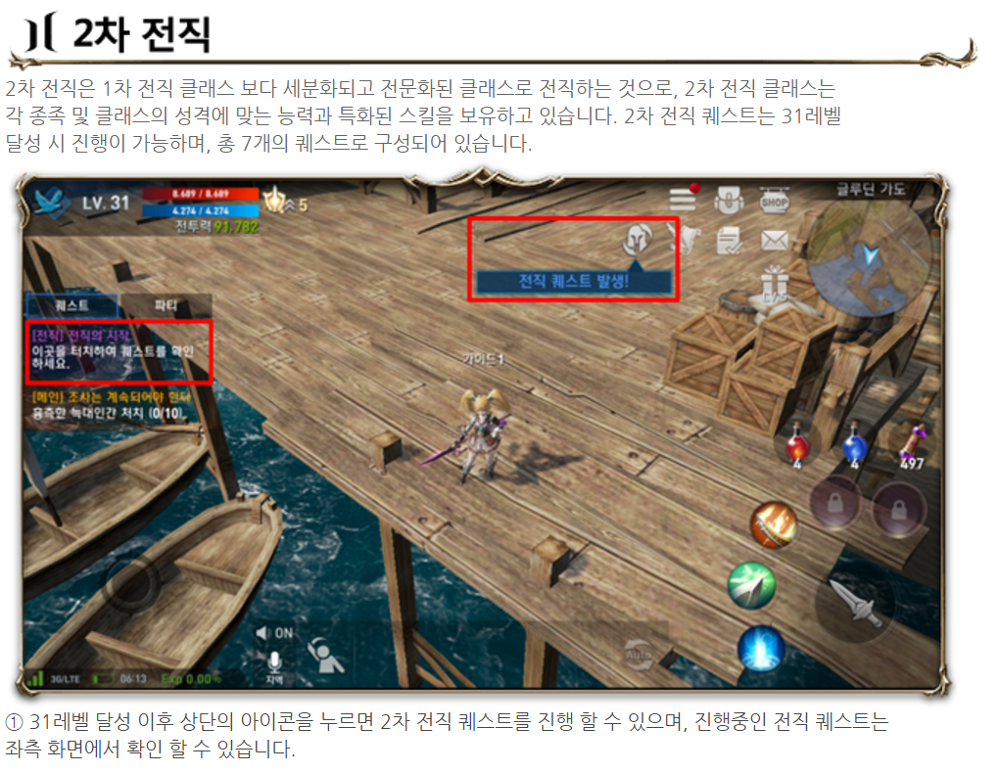 2차 전직
2차 전직은 1차 전직 클래스 보다 세분화되고 전문화된 클래스로 전직하는 것으로, 2차 전직 클래스는
각 종족 및 클래스의 성격에 맞는 능력과 특화된 스킬을 보유하고 있습니다. 2차 전직 퀘스트는 31레벨
달성 시 진행이 가능하며, 총 7개의 퀘스트로 구성되어 있습니다.
LV. 31
8.689 / 8.689
4.274 / 4.274
5
전투력 91,782
SHOP
글루딘 가도
전직 퀘스트 발생!
퀘스트
파티
[전직] 전직의 시작
이곳을 터치하여 퀘스트를 확인
하세요.
[메인] 조사는 계속되어야 한다
흉측한 늑대인간 처치 (0/10)
가이드1
4
4
497
ON
지역
Auto
3G/LTE
06:13
Exp 0.00%
① 31레벨 달성 이후 상단의 아이콘을 누르면 2차 전직 퀘스트를 진행 할 수 있으며, 진행중인 전직 퀘스트는
좌측 화면에서 확인 할 수 있습니다.